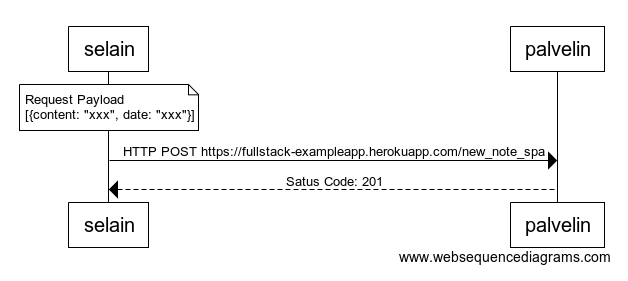 selain
palvelin
Request Payload
[{content: "xxx", date: "xxx"}]
HTTP POST https://fullstack-exampleapp.herokuapp.com/new_note_spa
Satus Code: 201
selain
palvelin
www.websequencediagrams.com